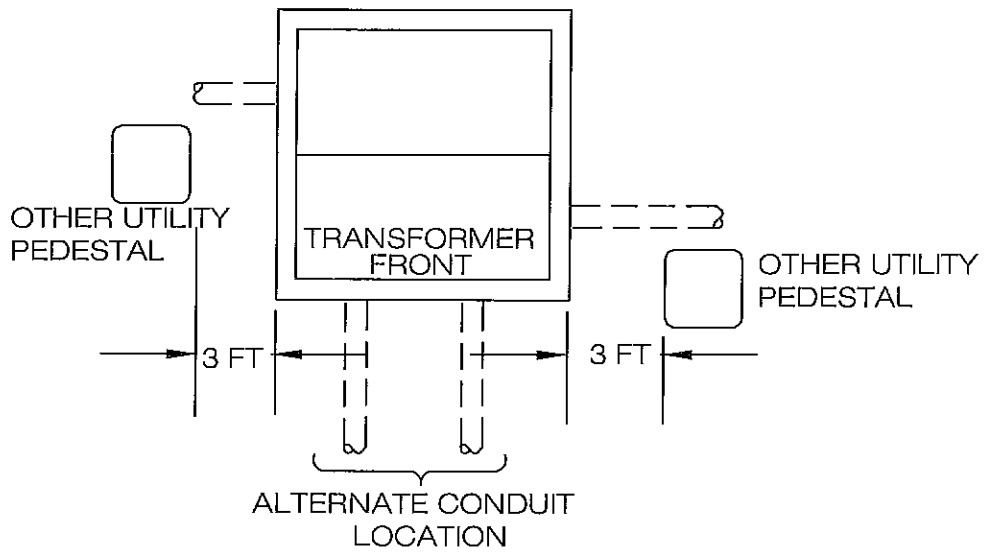 OTHER UTILITY
PEDESTAL
TRANSFORMER
FRONT
OTHER UTILITY
PEDESTAL
3 FT
3 FT
ALTERNATE CONDUIT
LOCATION